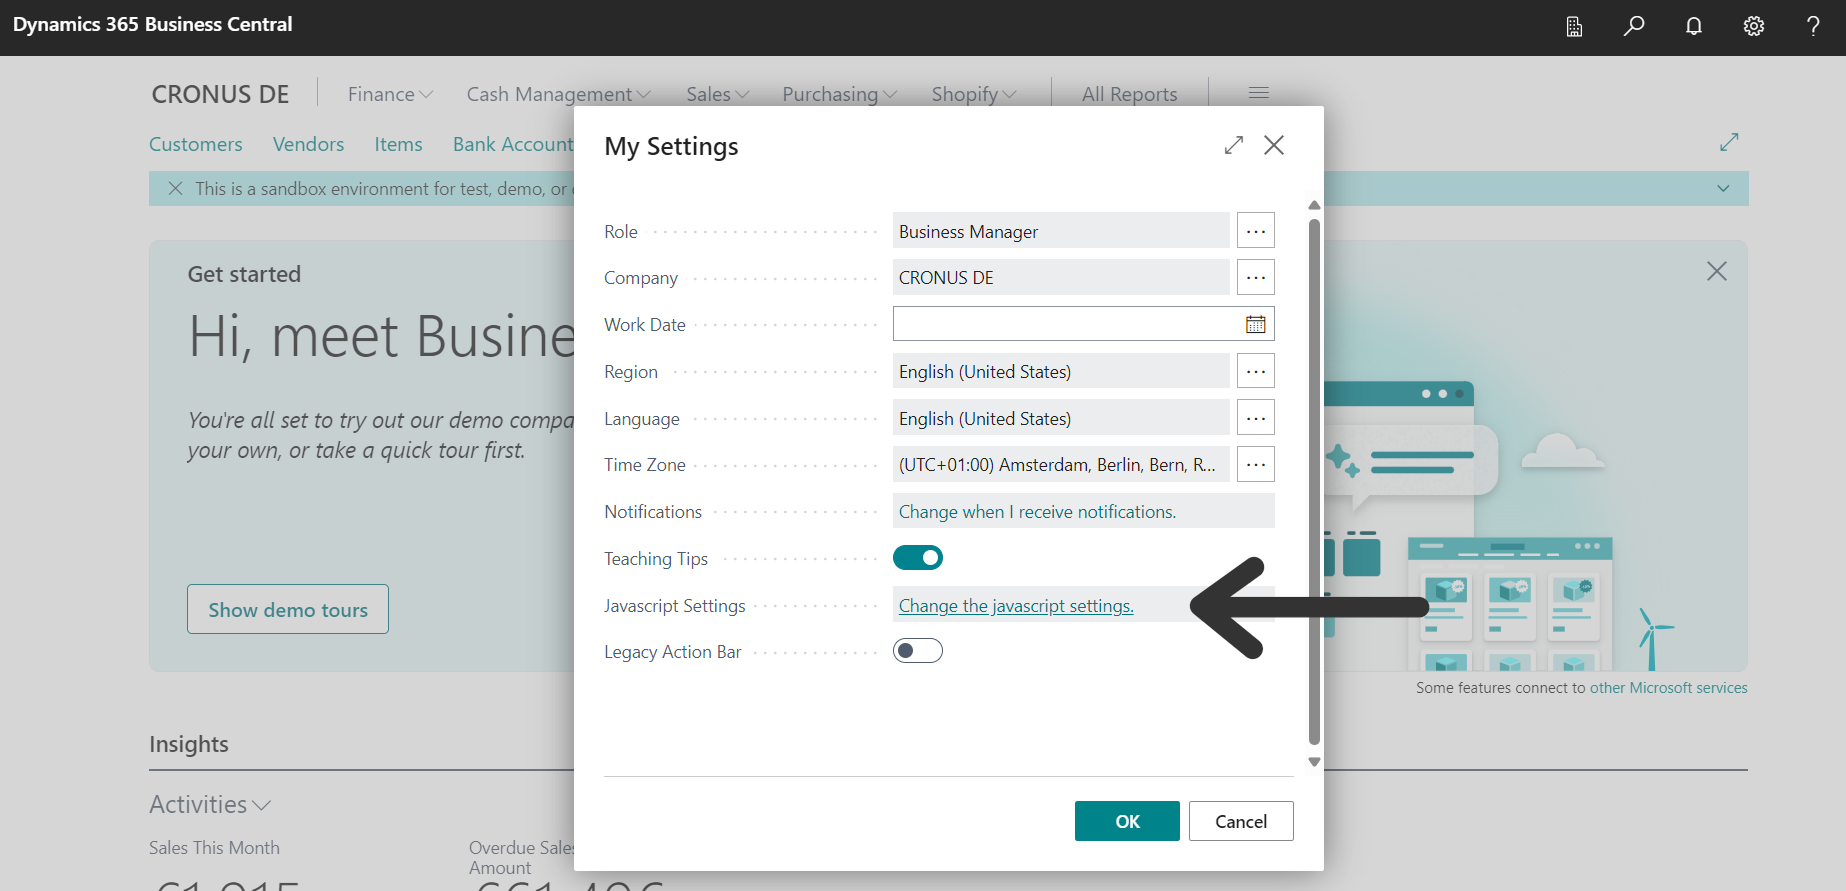 Dynamics 365 Business Central
CRONUS DE
Finance
Cash Management
Sales
Purchasing
Shopify
All Reports
Customers
Vendors
Items
Bank Account
This is a sandbox environment for test, demo, or
Get started
Hi, meet Busine
You're all set to try out our demo compa
your own, or take a quick tour first.
Show demo tours
My Settings
Role
Business Manager
Company
CRONUS DE
Work Date
Region
English (United States)
Language
English (United States)
Time Zone
(UTC+01:00) Amsterdam, Berlin, Bern, R...
Notifications
Change when I receive notifications.
Teaching Tips
Javascript Settings
Change the javascript settings.
Legacy Action Bar
OK
Cancel
Some features connect to other Microsoft services
Insights
Activities
Sales This Month
Overdue Sales
Amount